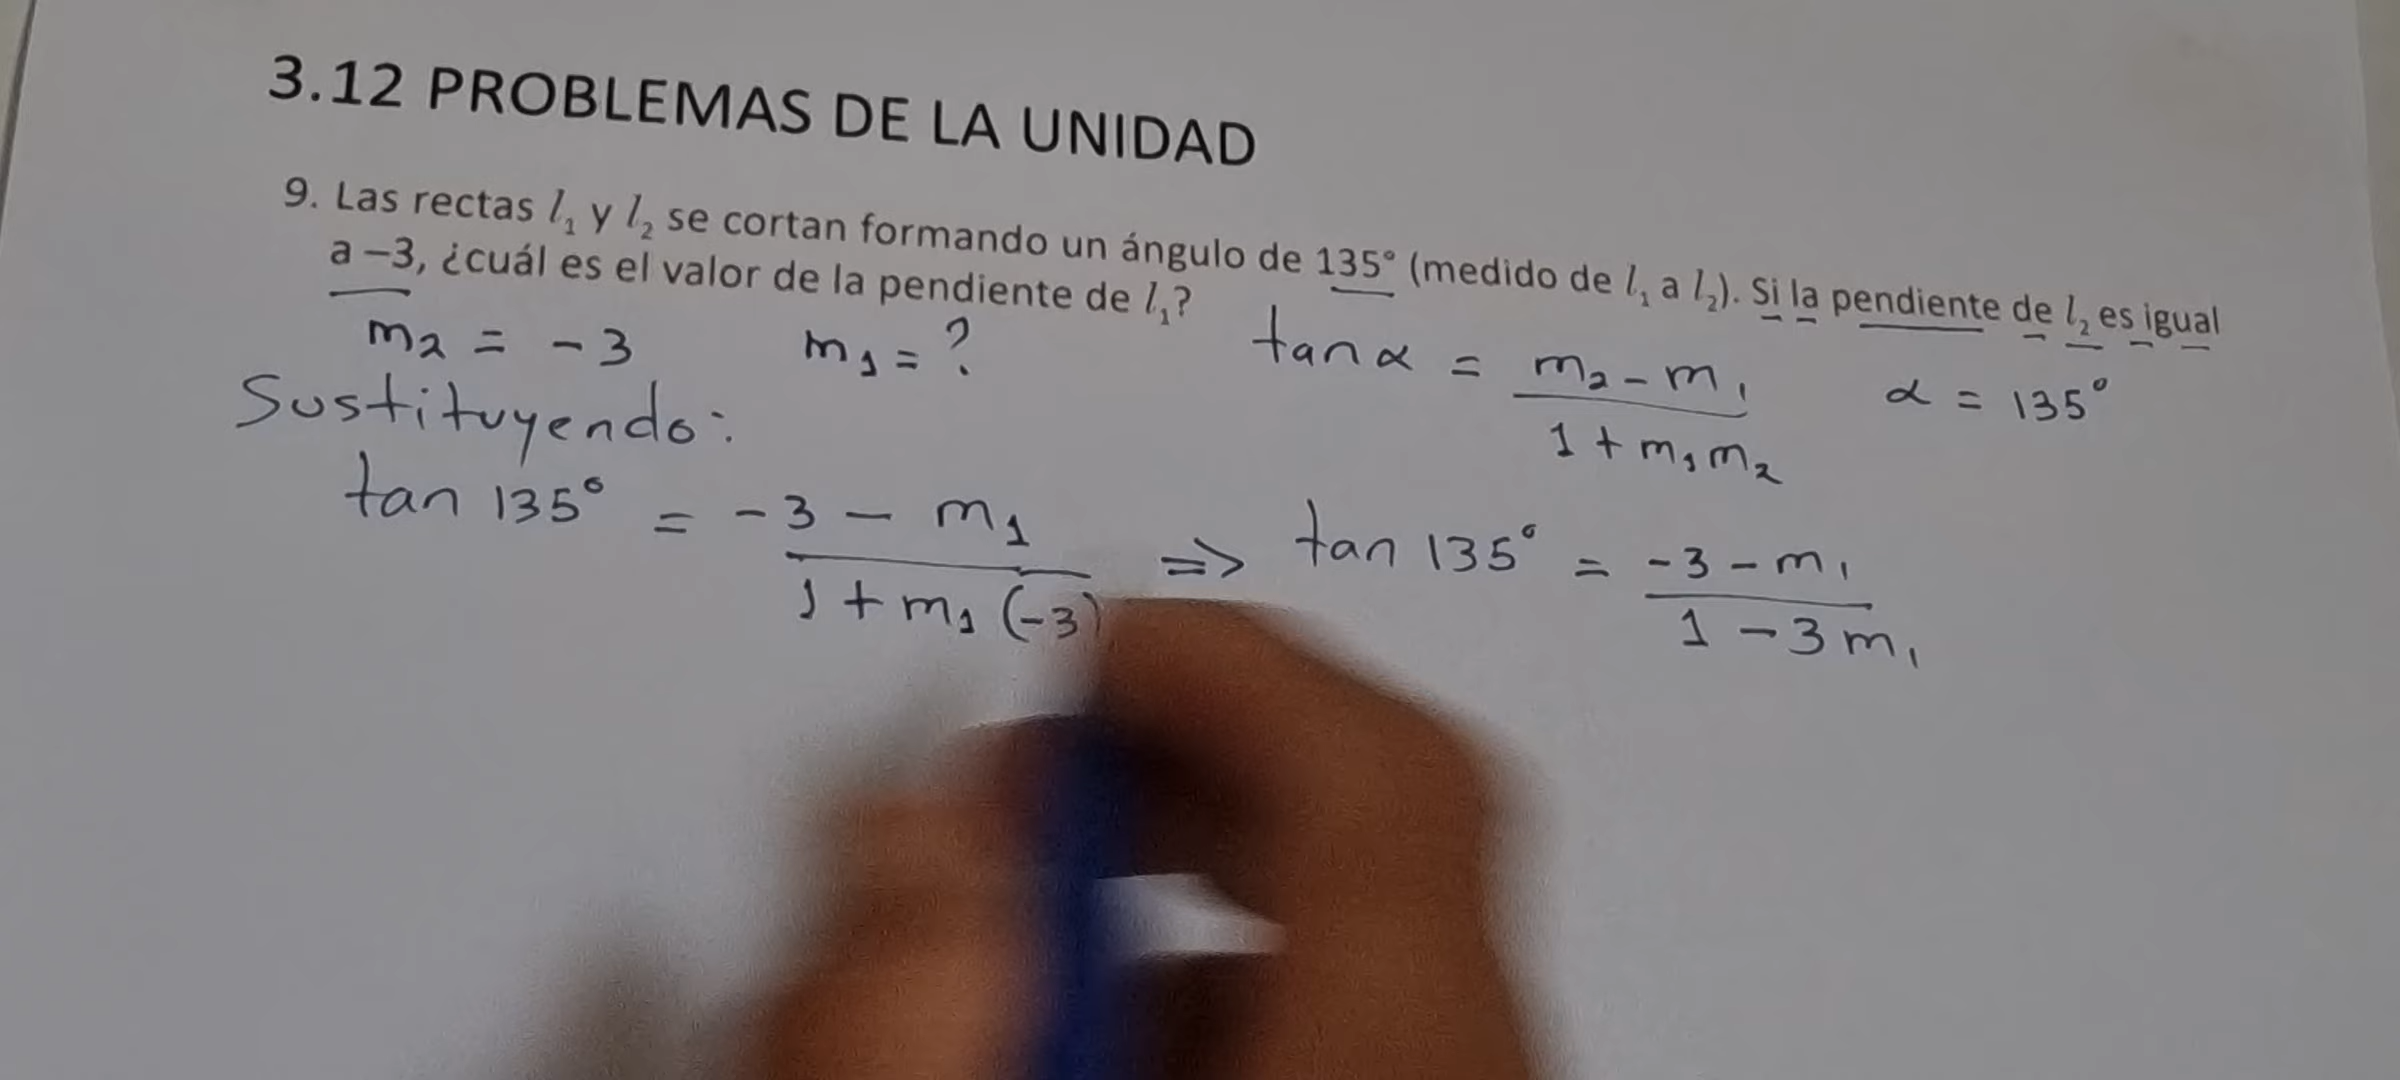 3.12 PROBLEMAS DE LA UNIDAD
9. Las rectas l₁ y l₂ se cortan formando un ángulo de 135° (medido de l₁ a l₂). Si la pendiente de l₂ es igual
a −3, ¿cuál es el valor de la pendiente de l₁?
m₂ = -3 m₁ = ? tan α = (m₂ - m₁)/(1 + m₁m₂) α = 135°
Sustituyendo:
tan 135° = (-3 - m₁)/(1 + m₁(-3)) => tan 135° = (-3 - m₁)/(1 - 3m₁)